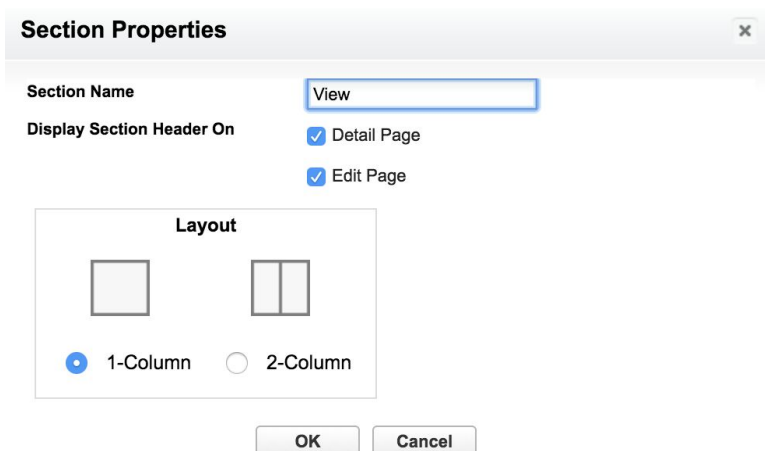 Section Properties
Section Name View
Display Section Header On Detail Page
Edit Page
Layout
1-Column 2-Column
OK Cancel